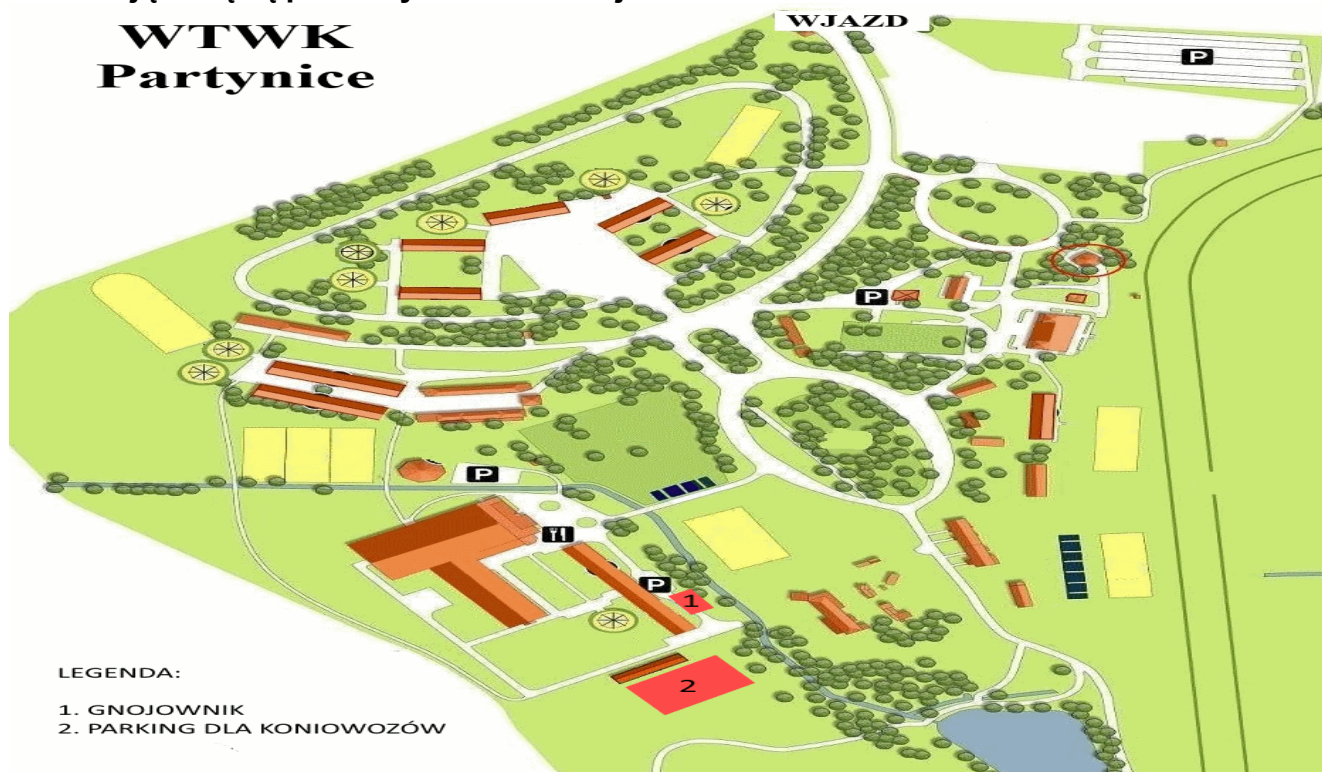 WTWK
Partynice
WJAZD
P
P
P
P
1
2
LEGENDA:
1. GNOJOWNIK
2. PARKING DLA KONIOWOZÓW